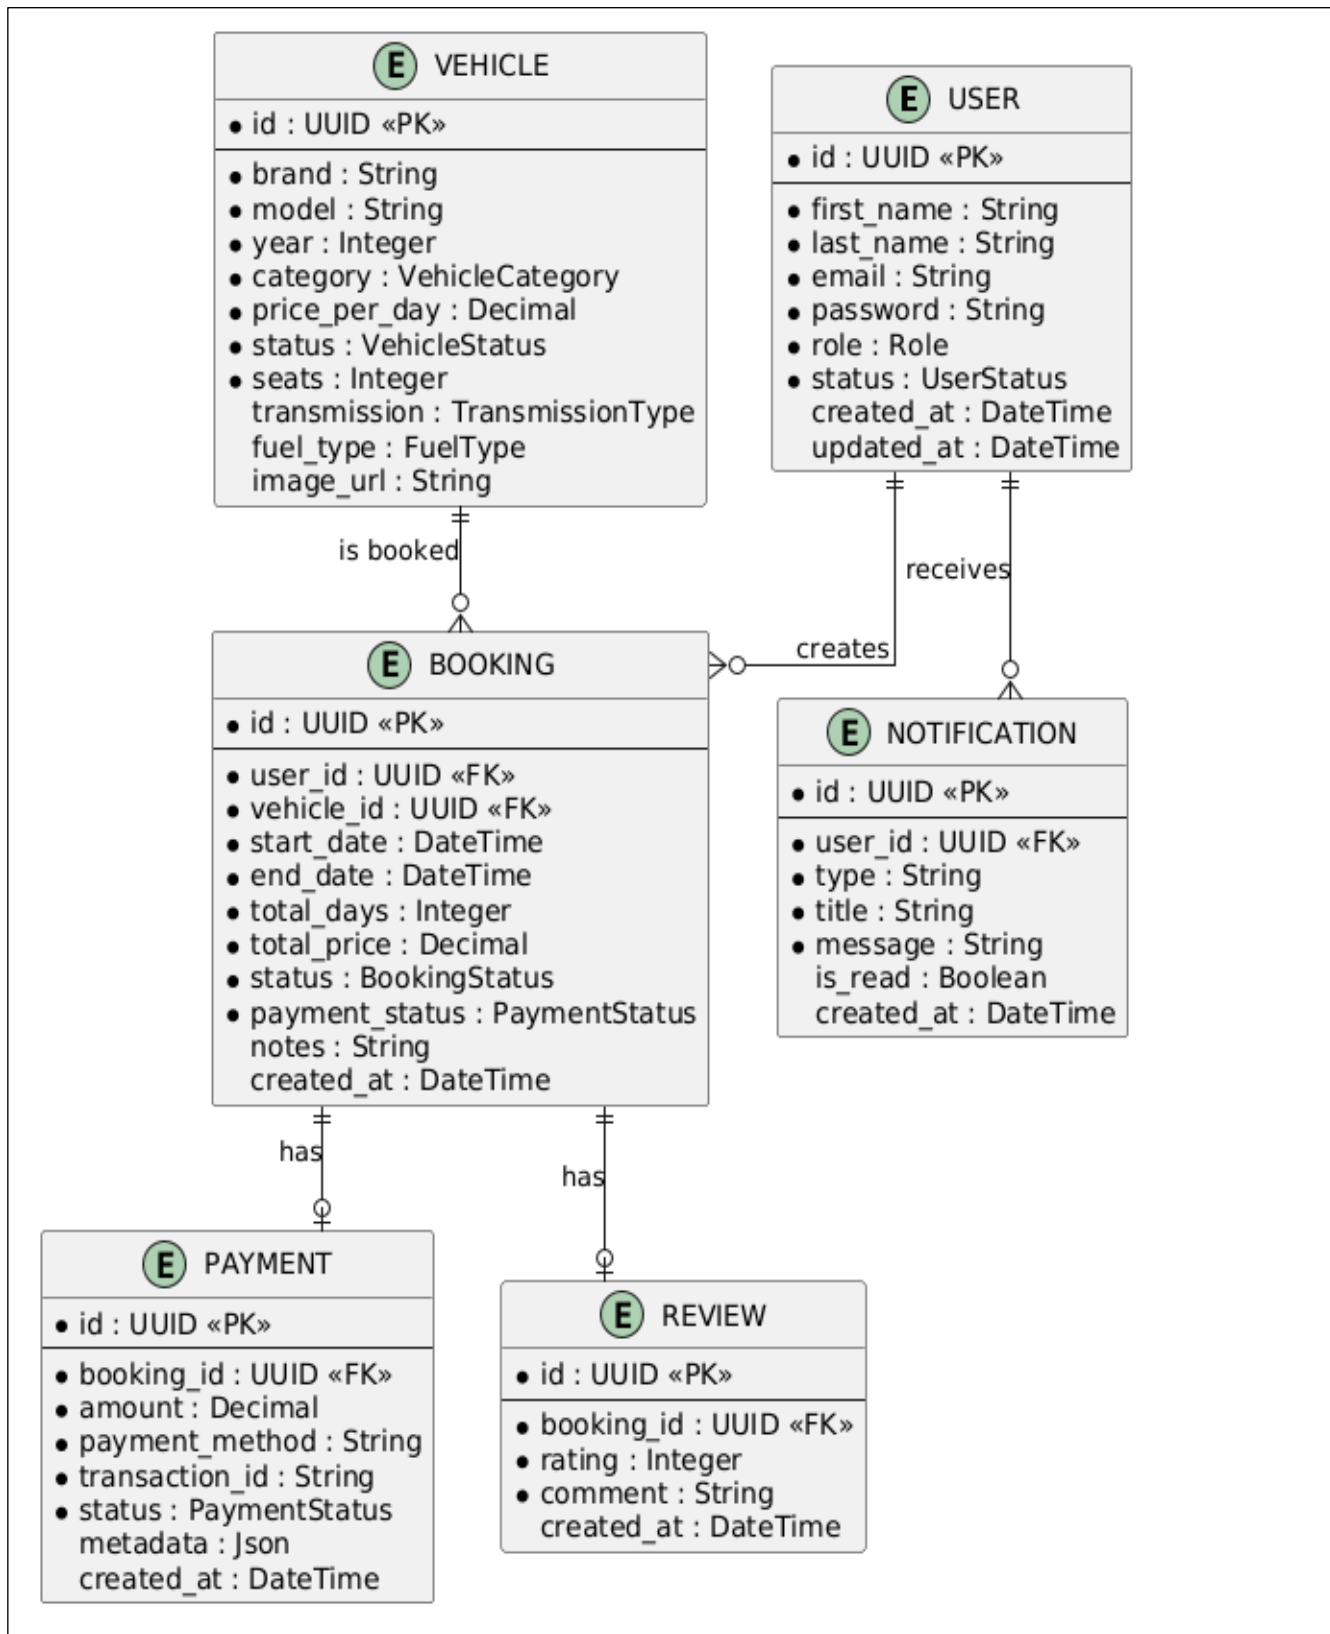 E VEHICLE
id : UUID «PK»
brand : String
model : String
year : Integer
category : VehicleCategory
price_per_day : Decimal
status : VehicleStatus
seats : Integer
transmission : TransmissionType
fuel_type : FuelType
image_url : String
E USER
id : UUID «PK»
first_name : String
last_name : String
email : String
password : String
role : Role
status : UserStatus
created_at : DateTime
updated_at : DateTime
is booked
receives
creates
E BOOKING
id : UUID «PK»
user_id : UUID «FK»
vehicle_id : UUID «FK»
start_date : DateTime
end_date : DateTime
total_days : Integer
total_price : Decimal
status : BookingStatus
payment_status : PaymentStatus
notes : String
created_at : DateTime
E NOTIFICATION
id : UUID «PK»
user_id : UUID «FK»
type : String
title : String
message : String
is_read : Boolean
created_at : DateTime
has
has
E PAYMENT
id : UUID «PK»
booking_id : UUID «FK»
amount : Decimal
payment_method : String
transaction_id : String
status : PaymentStatus
metadata : Json
created_at : DateTime
E REVIEW
id : UUID «PK»
booking_id : UUID «FK»
rating : Integer
comment : String
created_at : DateTime